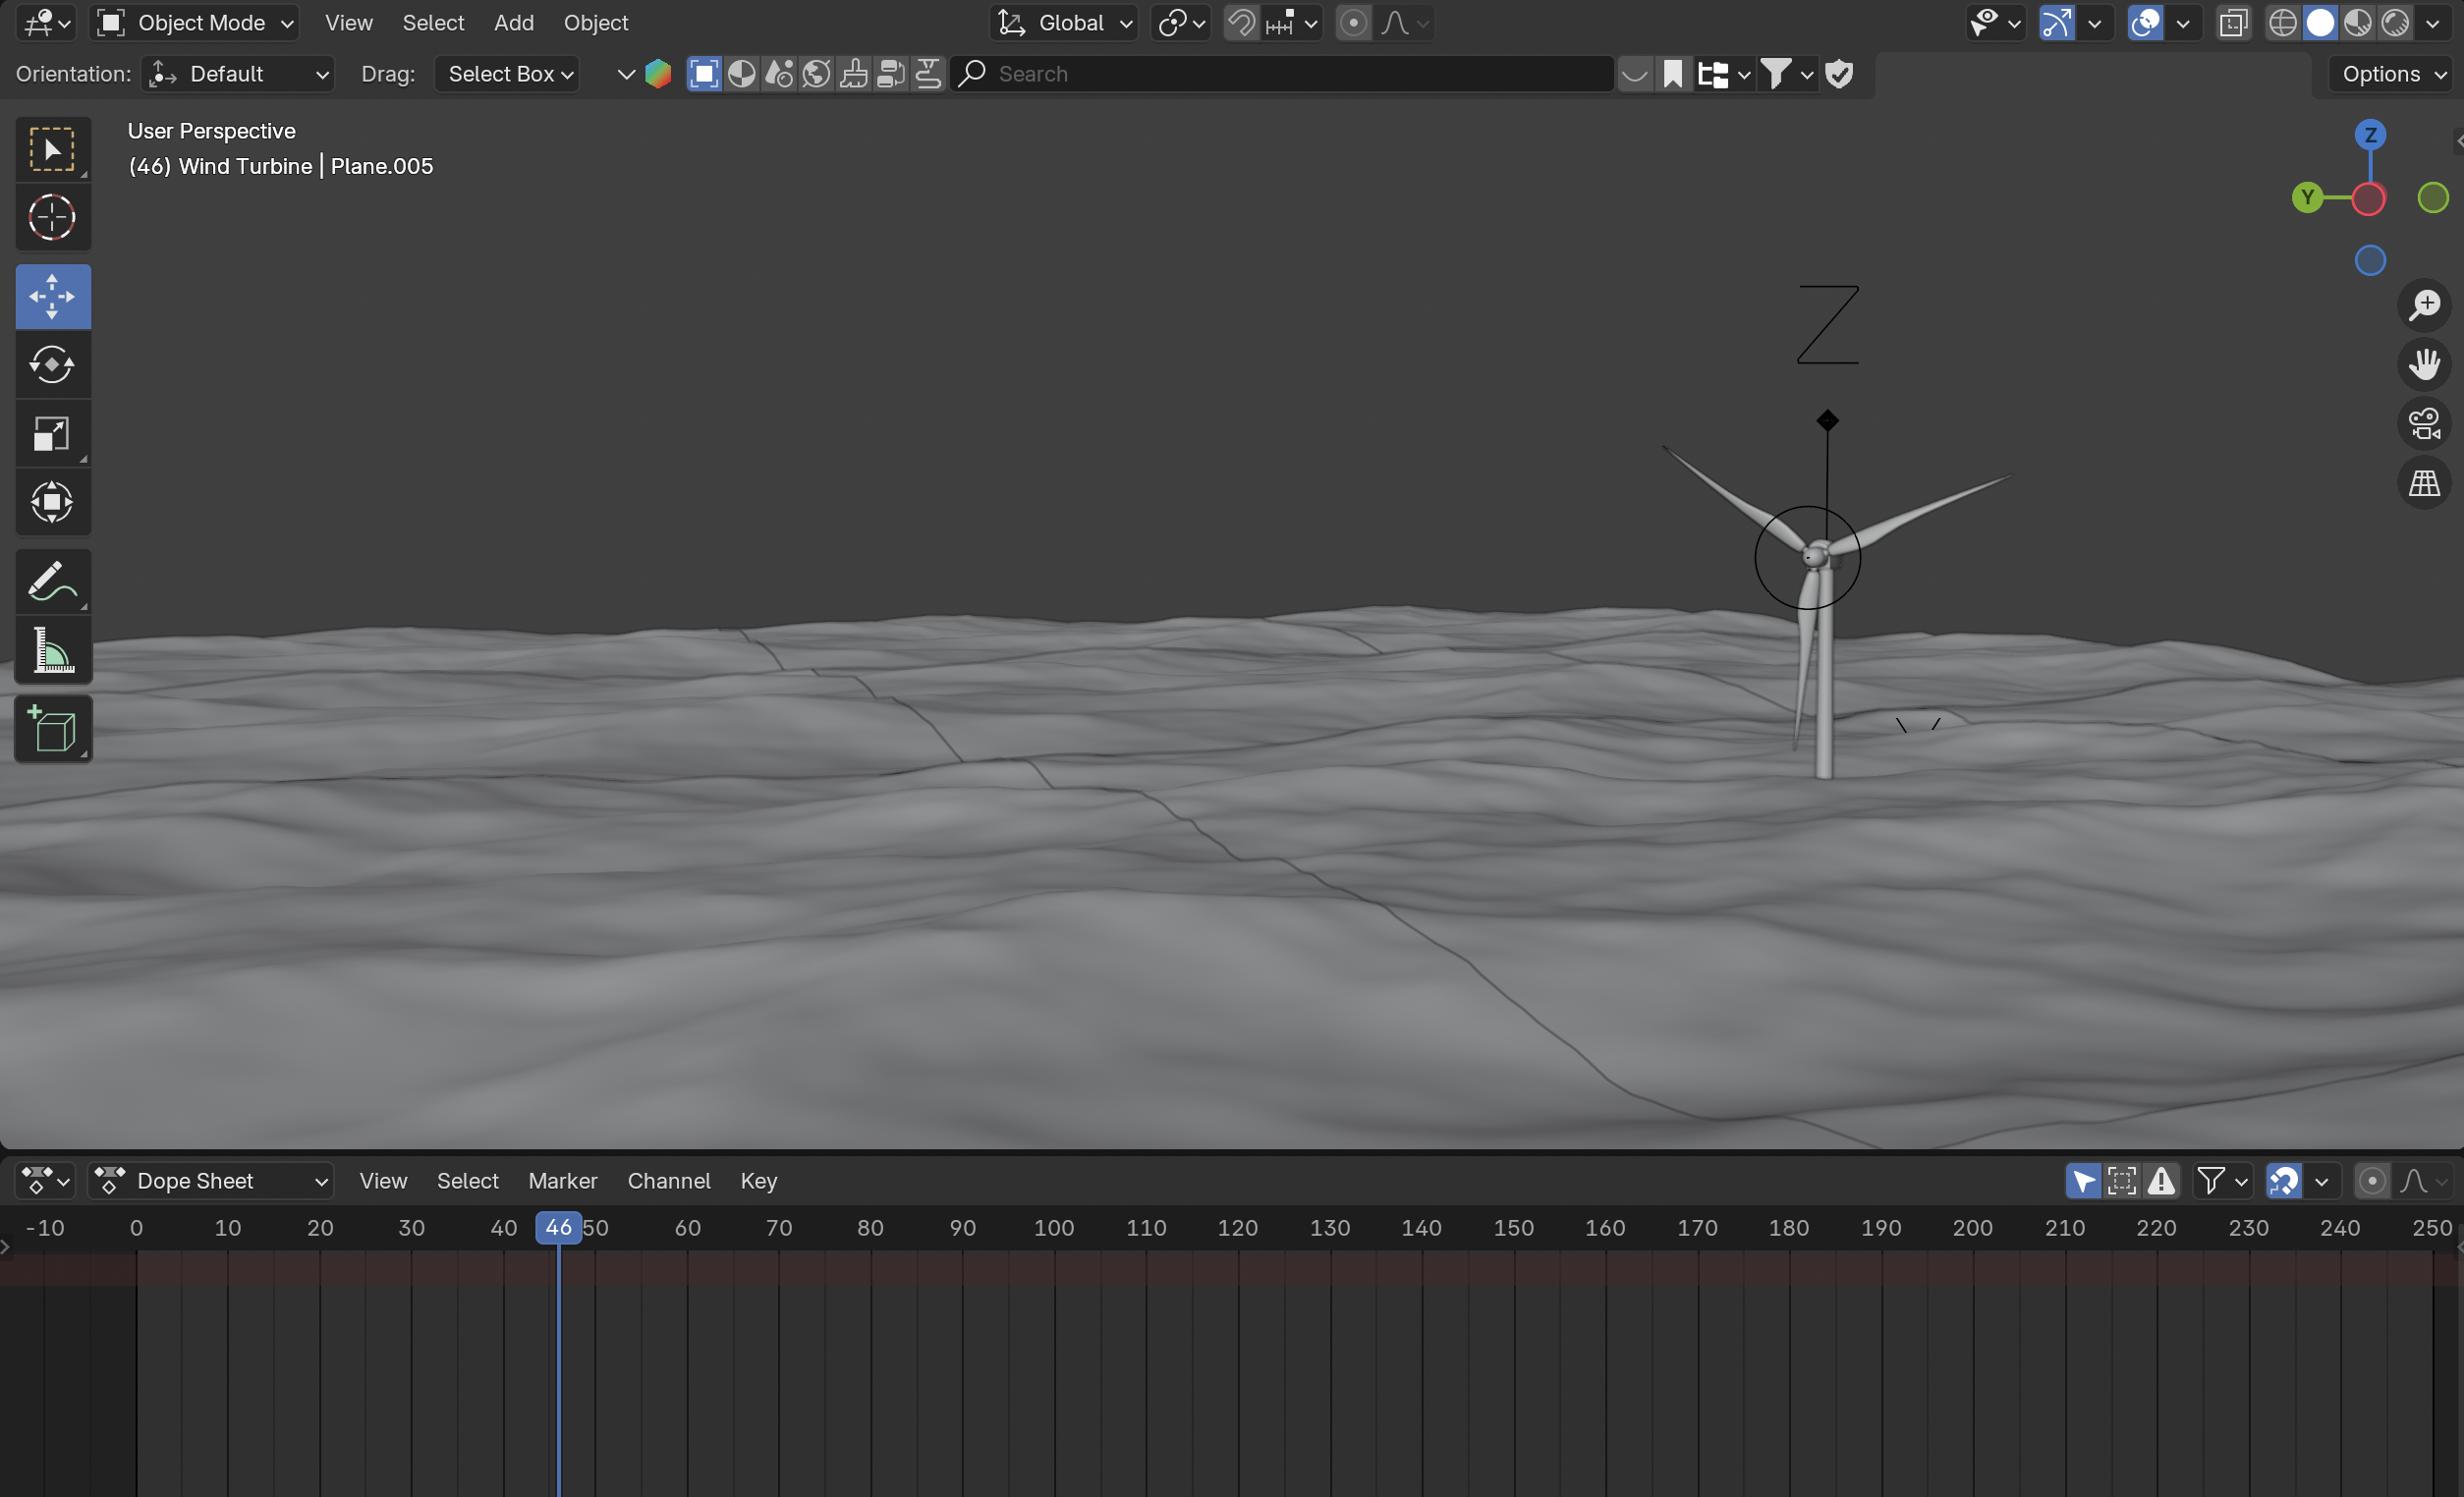 Object Mode View Select Add Object Global
Orientation: Default Drag: Select Box Search Options
User Perspective
(46) Wind Turbine | Plane.005
Z
Y
Z
Dope Sheet View Select Marker Channel Key
-10 0 10 20 30 40 46 50 60 70 80 90 100 110 120 130 140 150 160 170 180 190 200 210 220 230 240 250